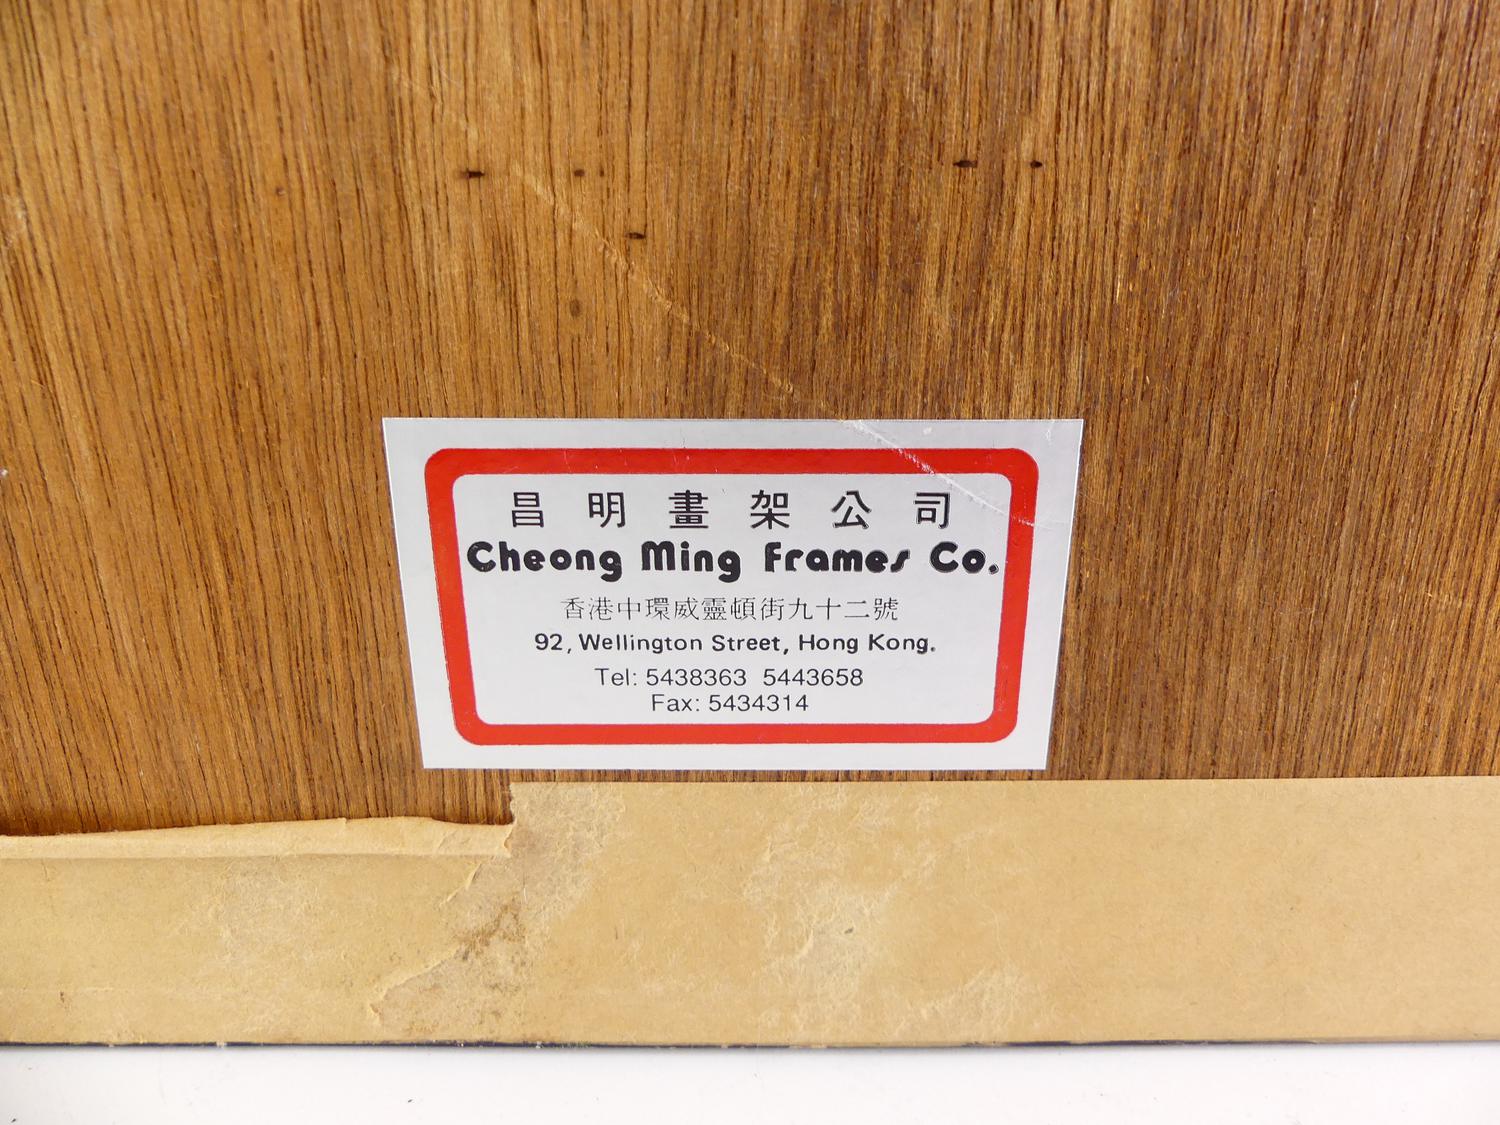 昌明畫架公司
Cheong Ming Frames Co.
香港中環威靈頓街九十二號
92, Wellington Street, Hong Kong.
Tel: 5438363 5443658
Fax: 5434314